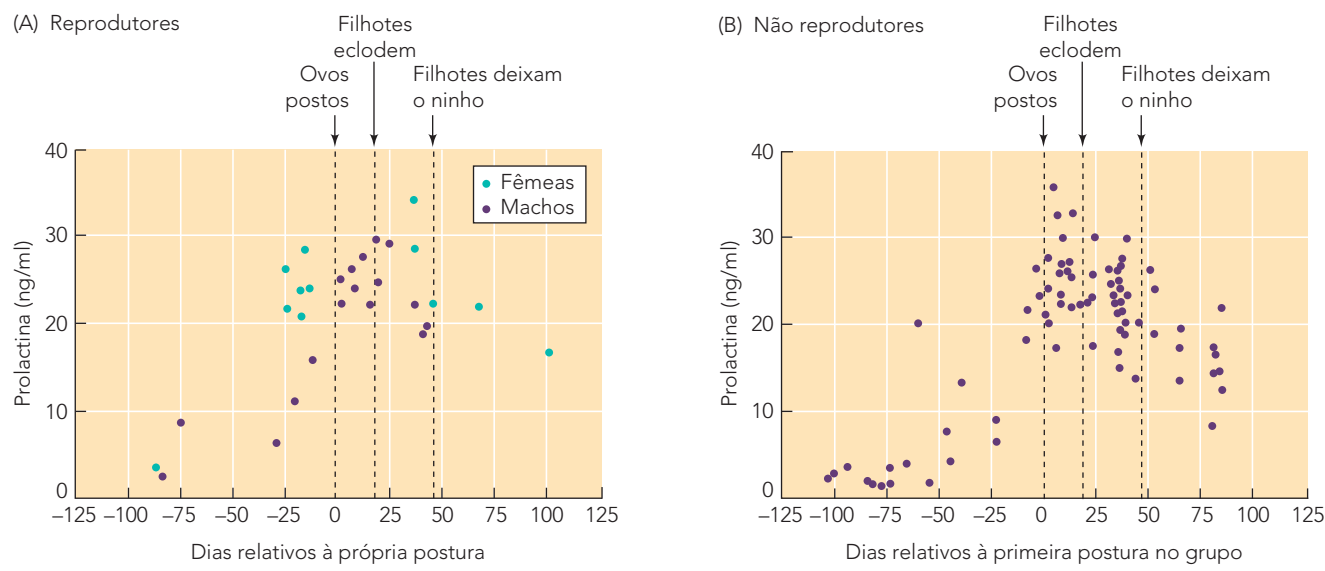 (A) Reprodutores
Filhotes
eclodem
Ovos
postos
Filhotes deixam
o ninho
Prolactina (ng/ml)
40
30
20
10
0
Fêmeas
Machos
–125 –100 –75 –50 –25 0 25 50 75 100 125
Dias relativos à própria postura
(B) Não reprodutores
Filhotes
eclodem
Ovos
postos
Filhotes deixam
o ninho
Prolactina (ng/ml)
40
30
20
10
0
–125 –100 –75 –50 –25 0 25 50 75 100 125
Dias relativos à primeira postura no grupo